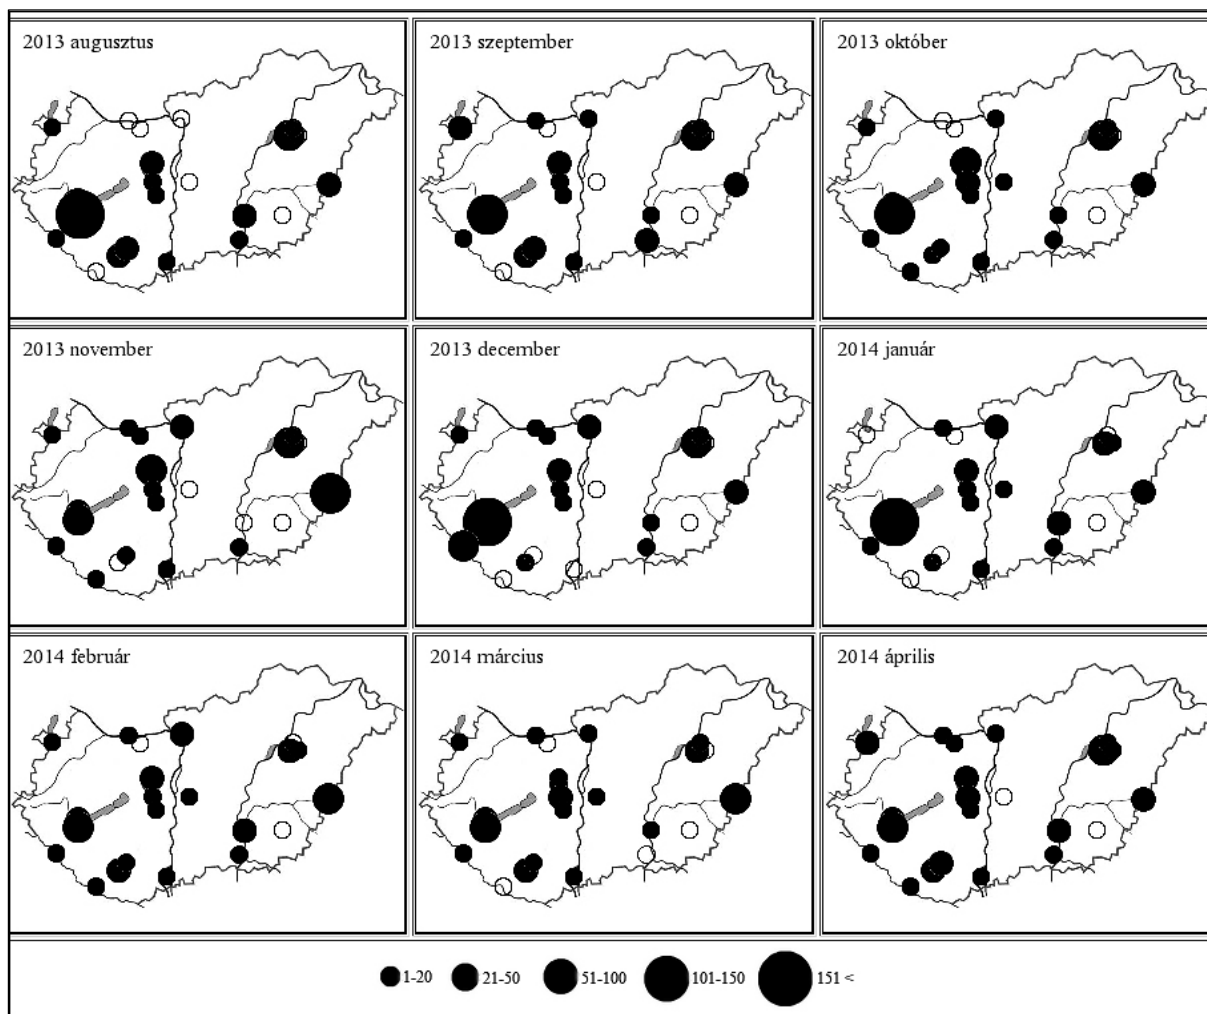 2013 augusztus
2013 szeptember
2013 október
2013 november
2013 december
2014 január
2014 február
2014 március
2014 április
1-20
21-50
51-100
101-150
151 <